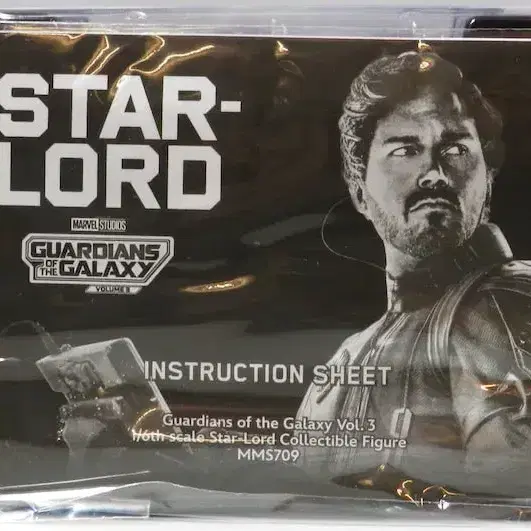 STAR-
LORD
MARVEL STUDIOS
GUARDIANS
OF THE GALAXY
VOLUME 3
INSTRUCTION SHEET
Guardians of the Galaxy Vol. 3
1/6th scale Star-Lord Collectible Figure
MMS709